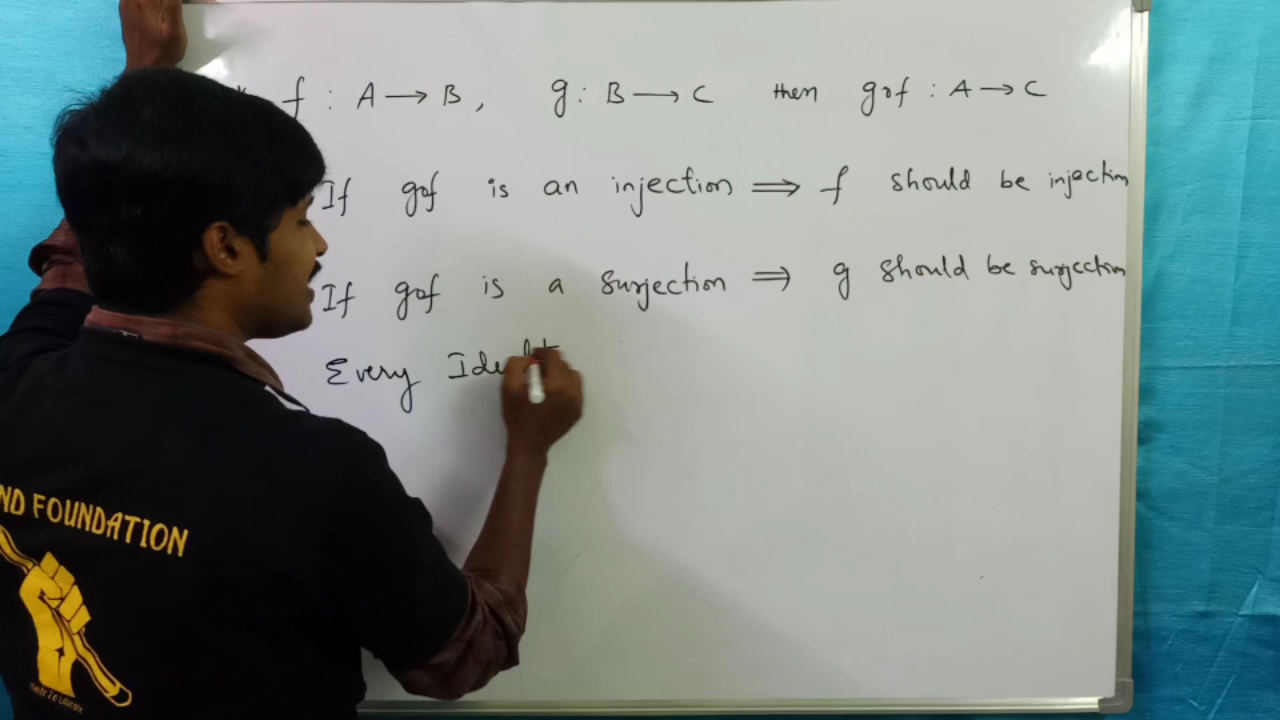 * f : A → B , g : B → C then gof : A → C
If gof is an injection ⟹ f should be injection
If gof is a surjection ⟹ g should be surjection
Every
ND FOUNDATION